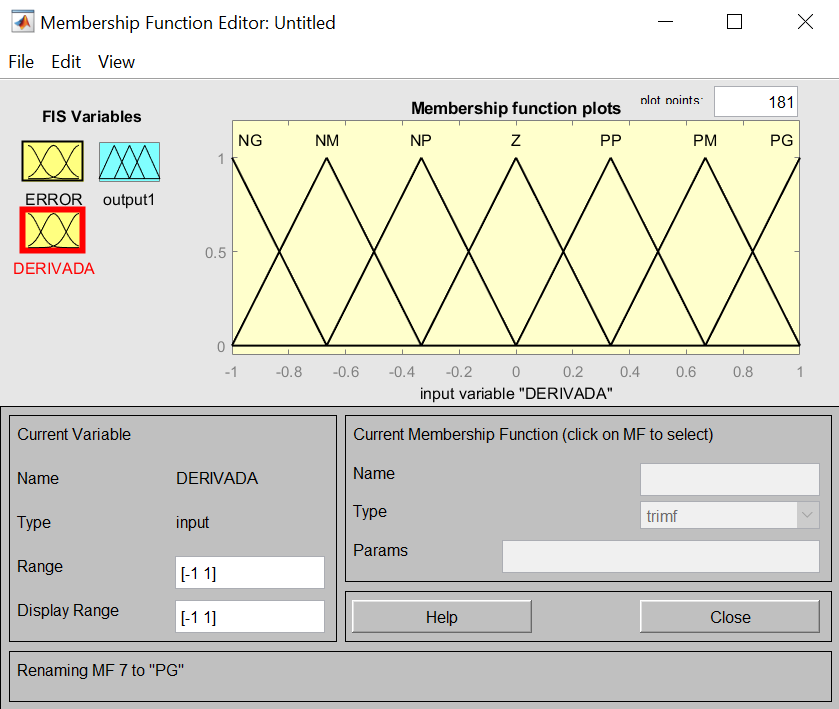 Membership Function Editor: Untitled
File Edit View
FIS Variables
ERROR output1
DERIVADA
Membership function plots plot points: 181
NG NM NP Z PP PM PG
1
0.5
0
-1 -0.8 -0.6 -0.4 -0.2 0 0.2 0.4 0.6 0.8 1
input variable "DERIVADA"
Current Variable
Name DERIVADA
Type input
Range [-1 1]
Display Range [-1 1]
Current Membership Function (click on MF to select)
Name
Type trimf
Params
Help Close
Renaming MF 7 to "PG"